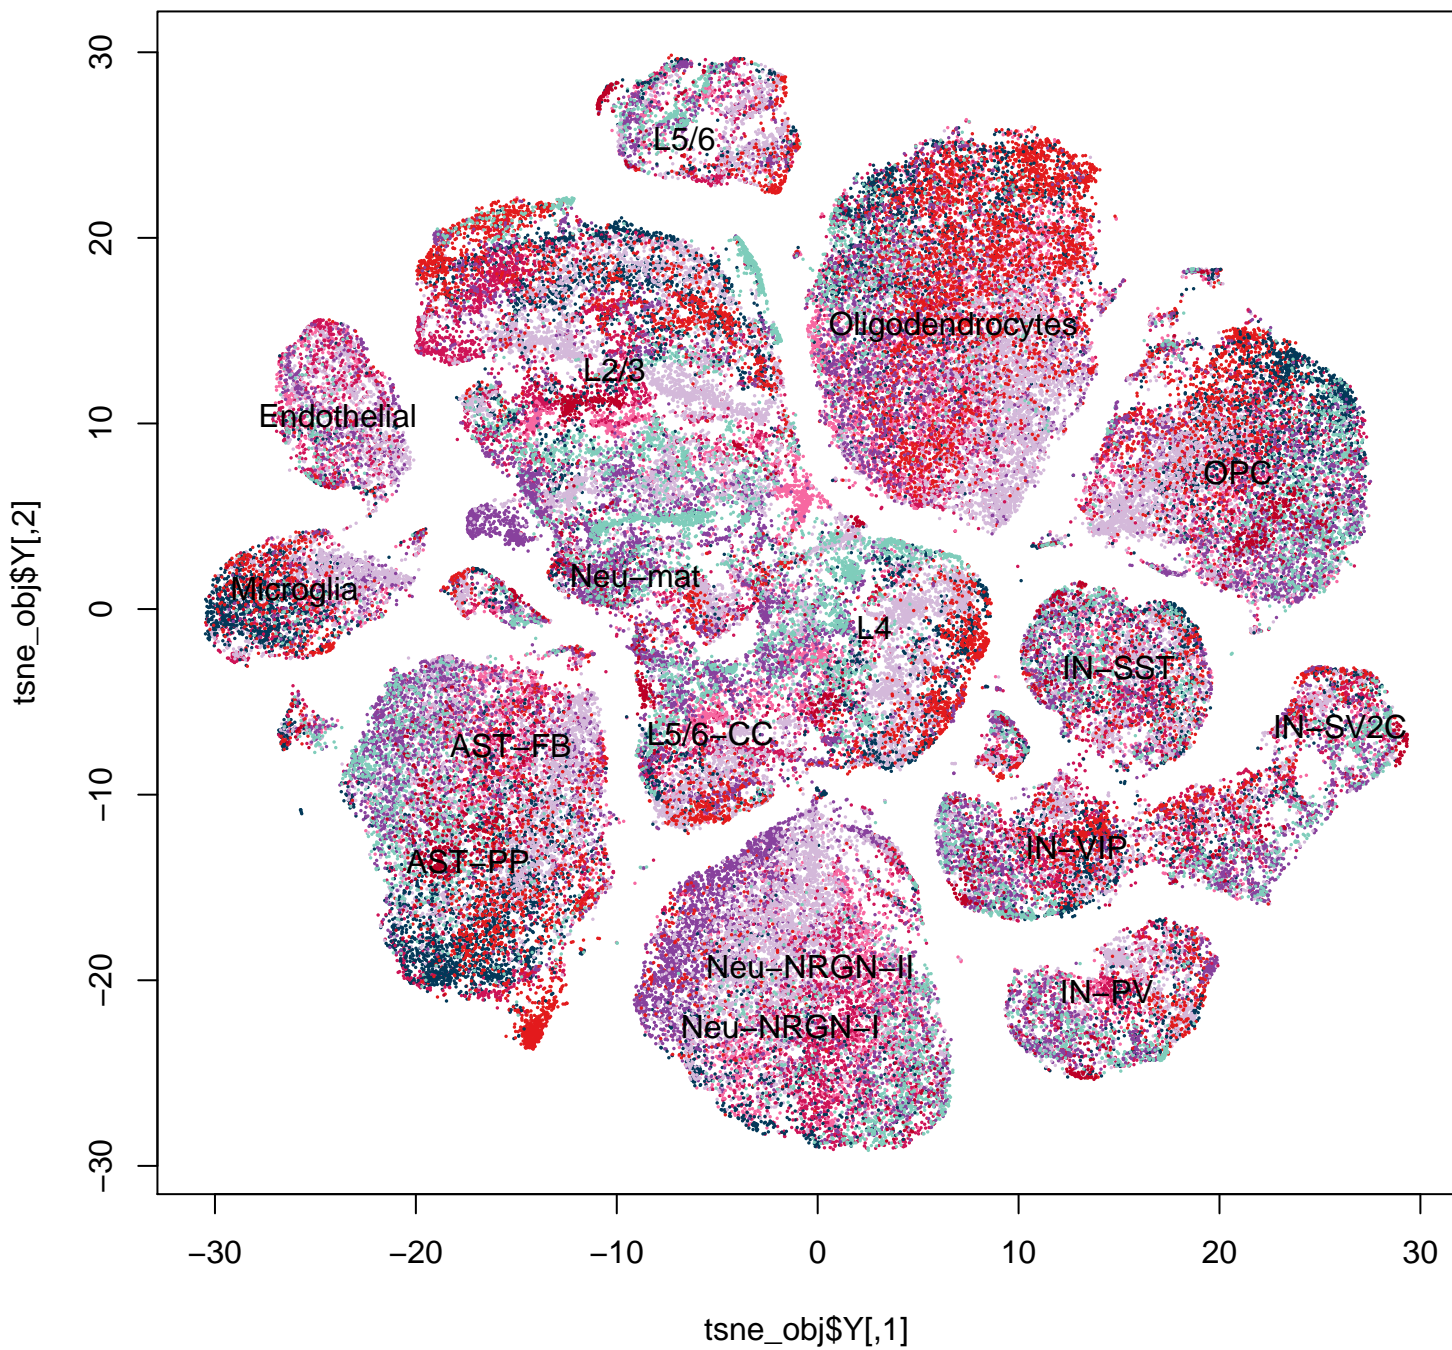 30
20
10
0
−10
−20
−30
tsne_obj$Y[,2]
L5/6
Oligodendrocytes
L2/3
Endothelial
OPC
Microglia
Neu−mat
L4
IN−SST
IN−SV2C
AST−FB
L5/6−CC
IN−VIP
AST−PP
Neu−NRGN−II
IN−PV
Neu−NRGN−I
−30 −20 −10 0 10 20 30
tsne_obj$Y[,1]